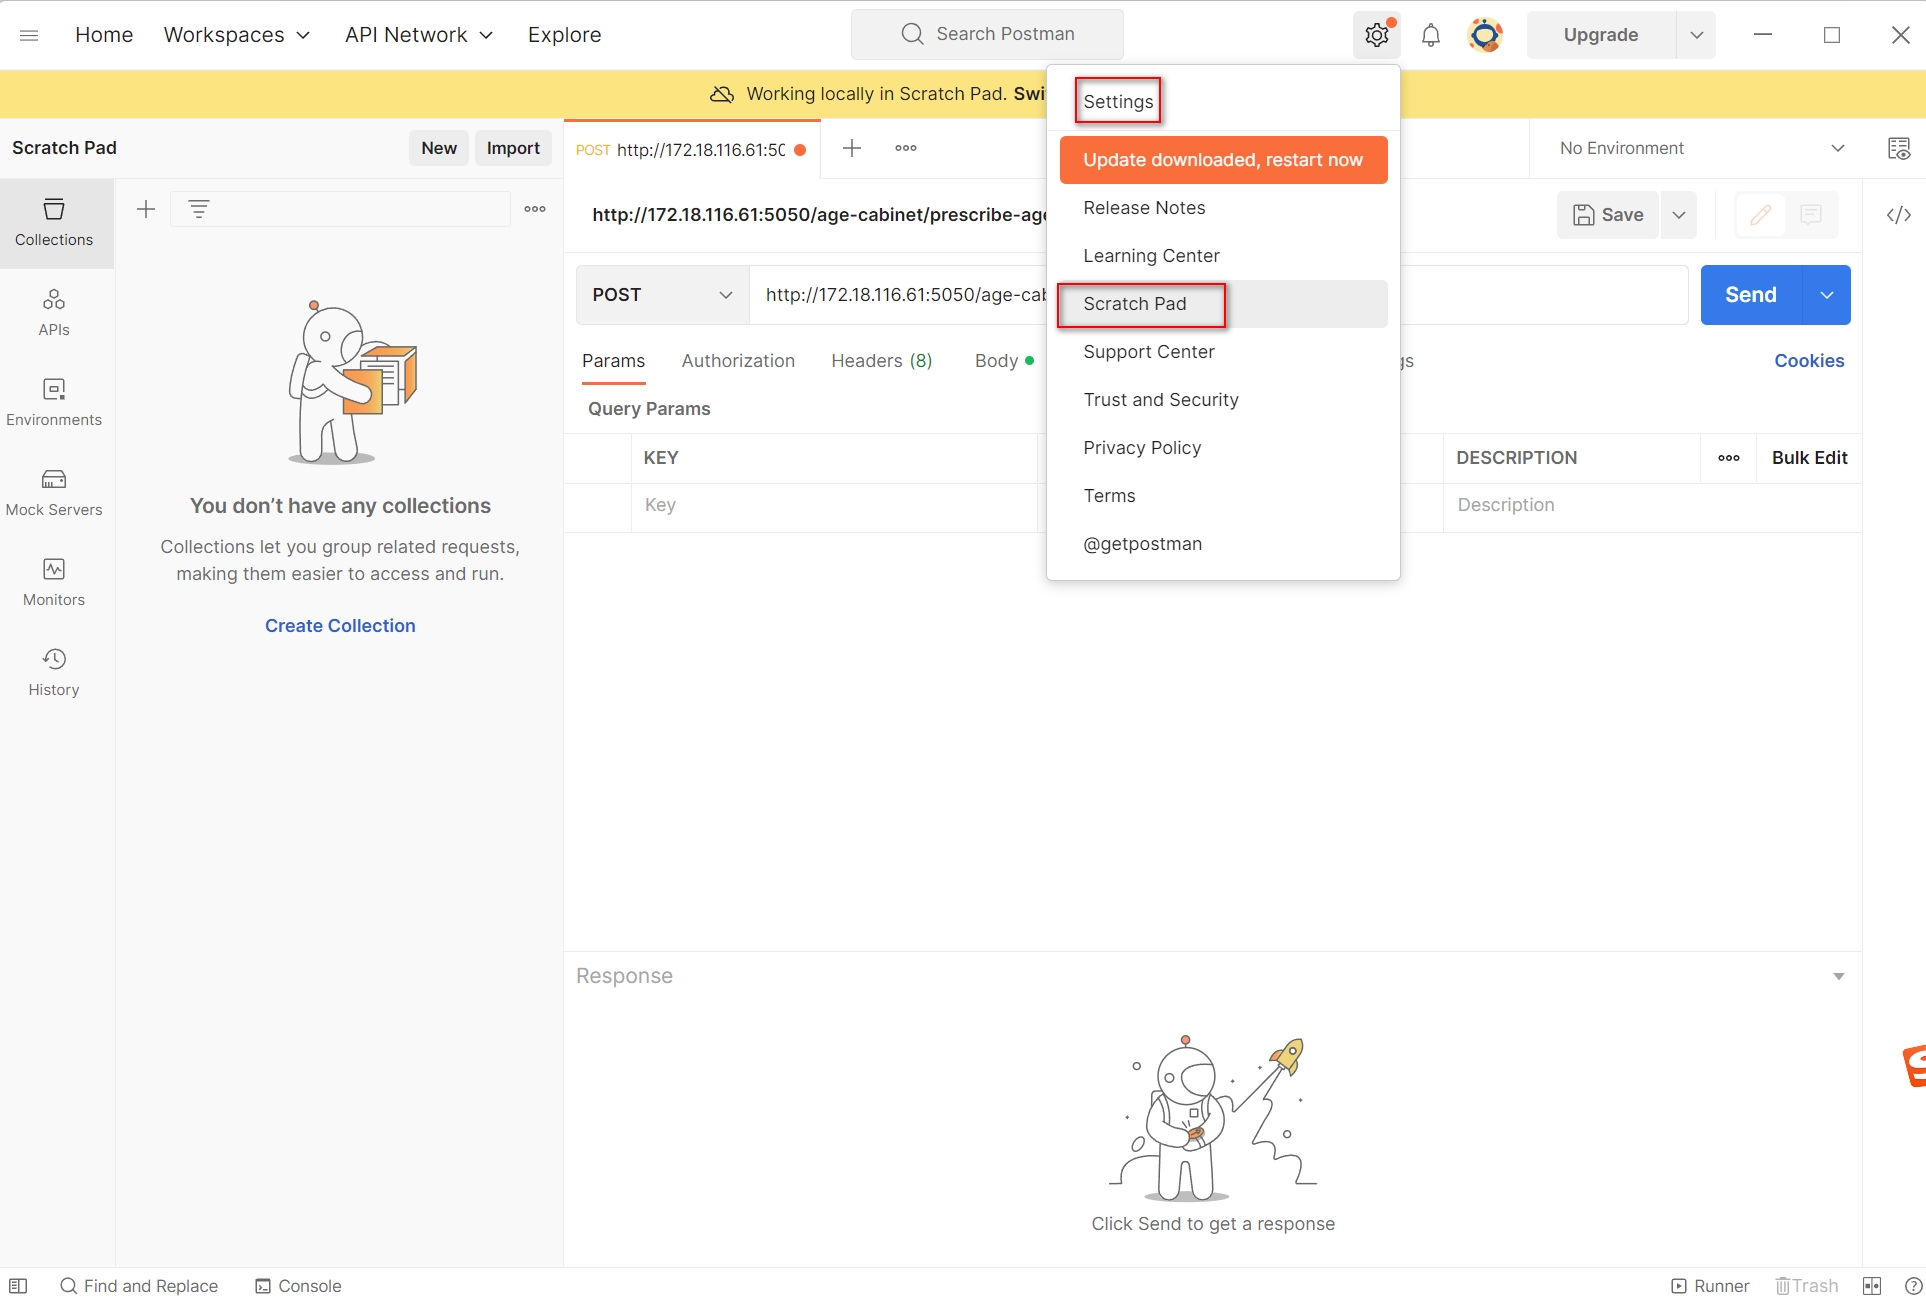 Home Workspaces API Network Explore Search Postman Upgrade
Working locally in Scratch Pad. Swi
Settings
Update downloaded, restart now
Release Notes
Learning Center
Scratch Pad
Support Center
Trust and Security
Privacy Policy
Terms
@getpostman
Scratch Pad New Import
POST http://172.18.116.61:50
No Environment
Collections
APIs
Environments
Mock Servers
Monitors
History
You don’t have any collections
Collections let you group related requests,
making them easier to access and run.
Create Collection
http://172.18.116.61:5050/age-cabinet/prescribe-age
Save
POST http://172.18.116.61:5050/age-cab
Send
Params Authorization Headers (8) Body gs Cookies
Query Params
KEY DESCRIPTION Bulk Edit
Key Description
Response
Click Send to get a response
Find and Replace Console Runner Trash